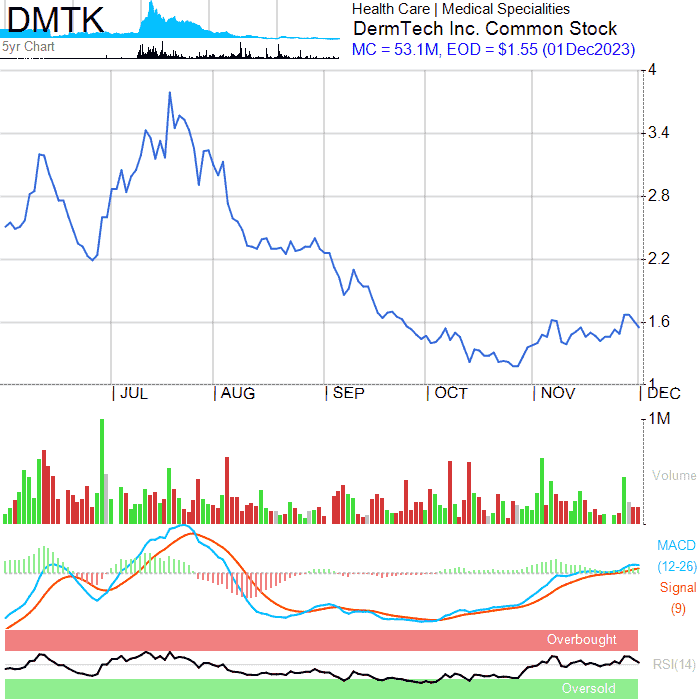 DMTK
5yr Chart
Health Care | Medical Specialities
DermTech Inc. Common Stock
MC = 53.1M, EOD = $1.55 (01Dec2023)
4
3.4
2.8
2.2
1.6
1
JUL AUG SEP OCT NOV DEC
1M
Volume
MACD
(12-26)
Signal
(9)
Overbought
RSI(14)
Oversold